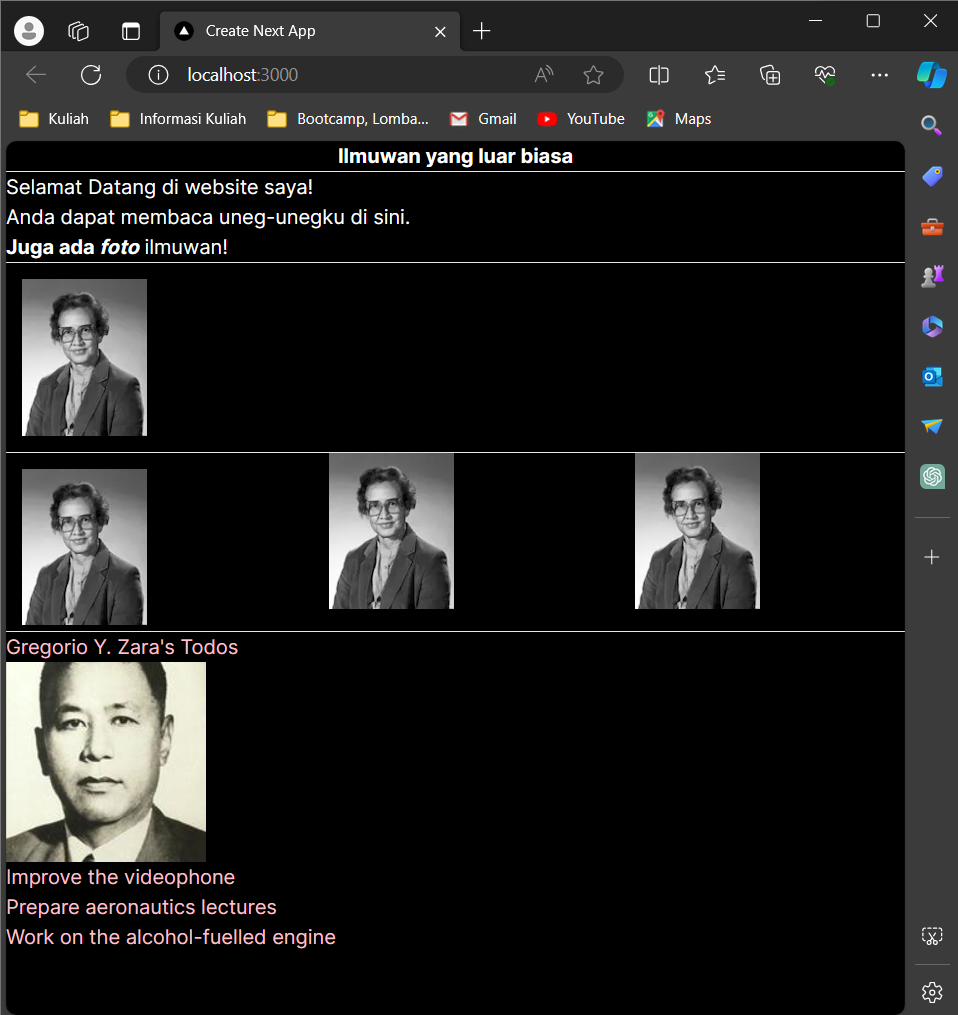 Create Next App
localhost:3000
Kuliah
Informasi Kuliah
Bootcamp, Lomba...
Gmail
YouTube
Maps
Ilmuwan yang luar biasa
Selamat Datang di website saya!
Anda dapat membaca uneg-unegku di sini.
Juga ada foto ilmuwan!
Gregorio Y. Zara's Todos
Improve the videophone
Prepare aeronautics lectures
Work on the alcohol-fuelled engine